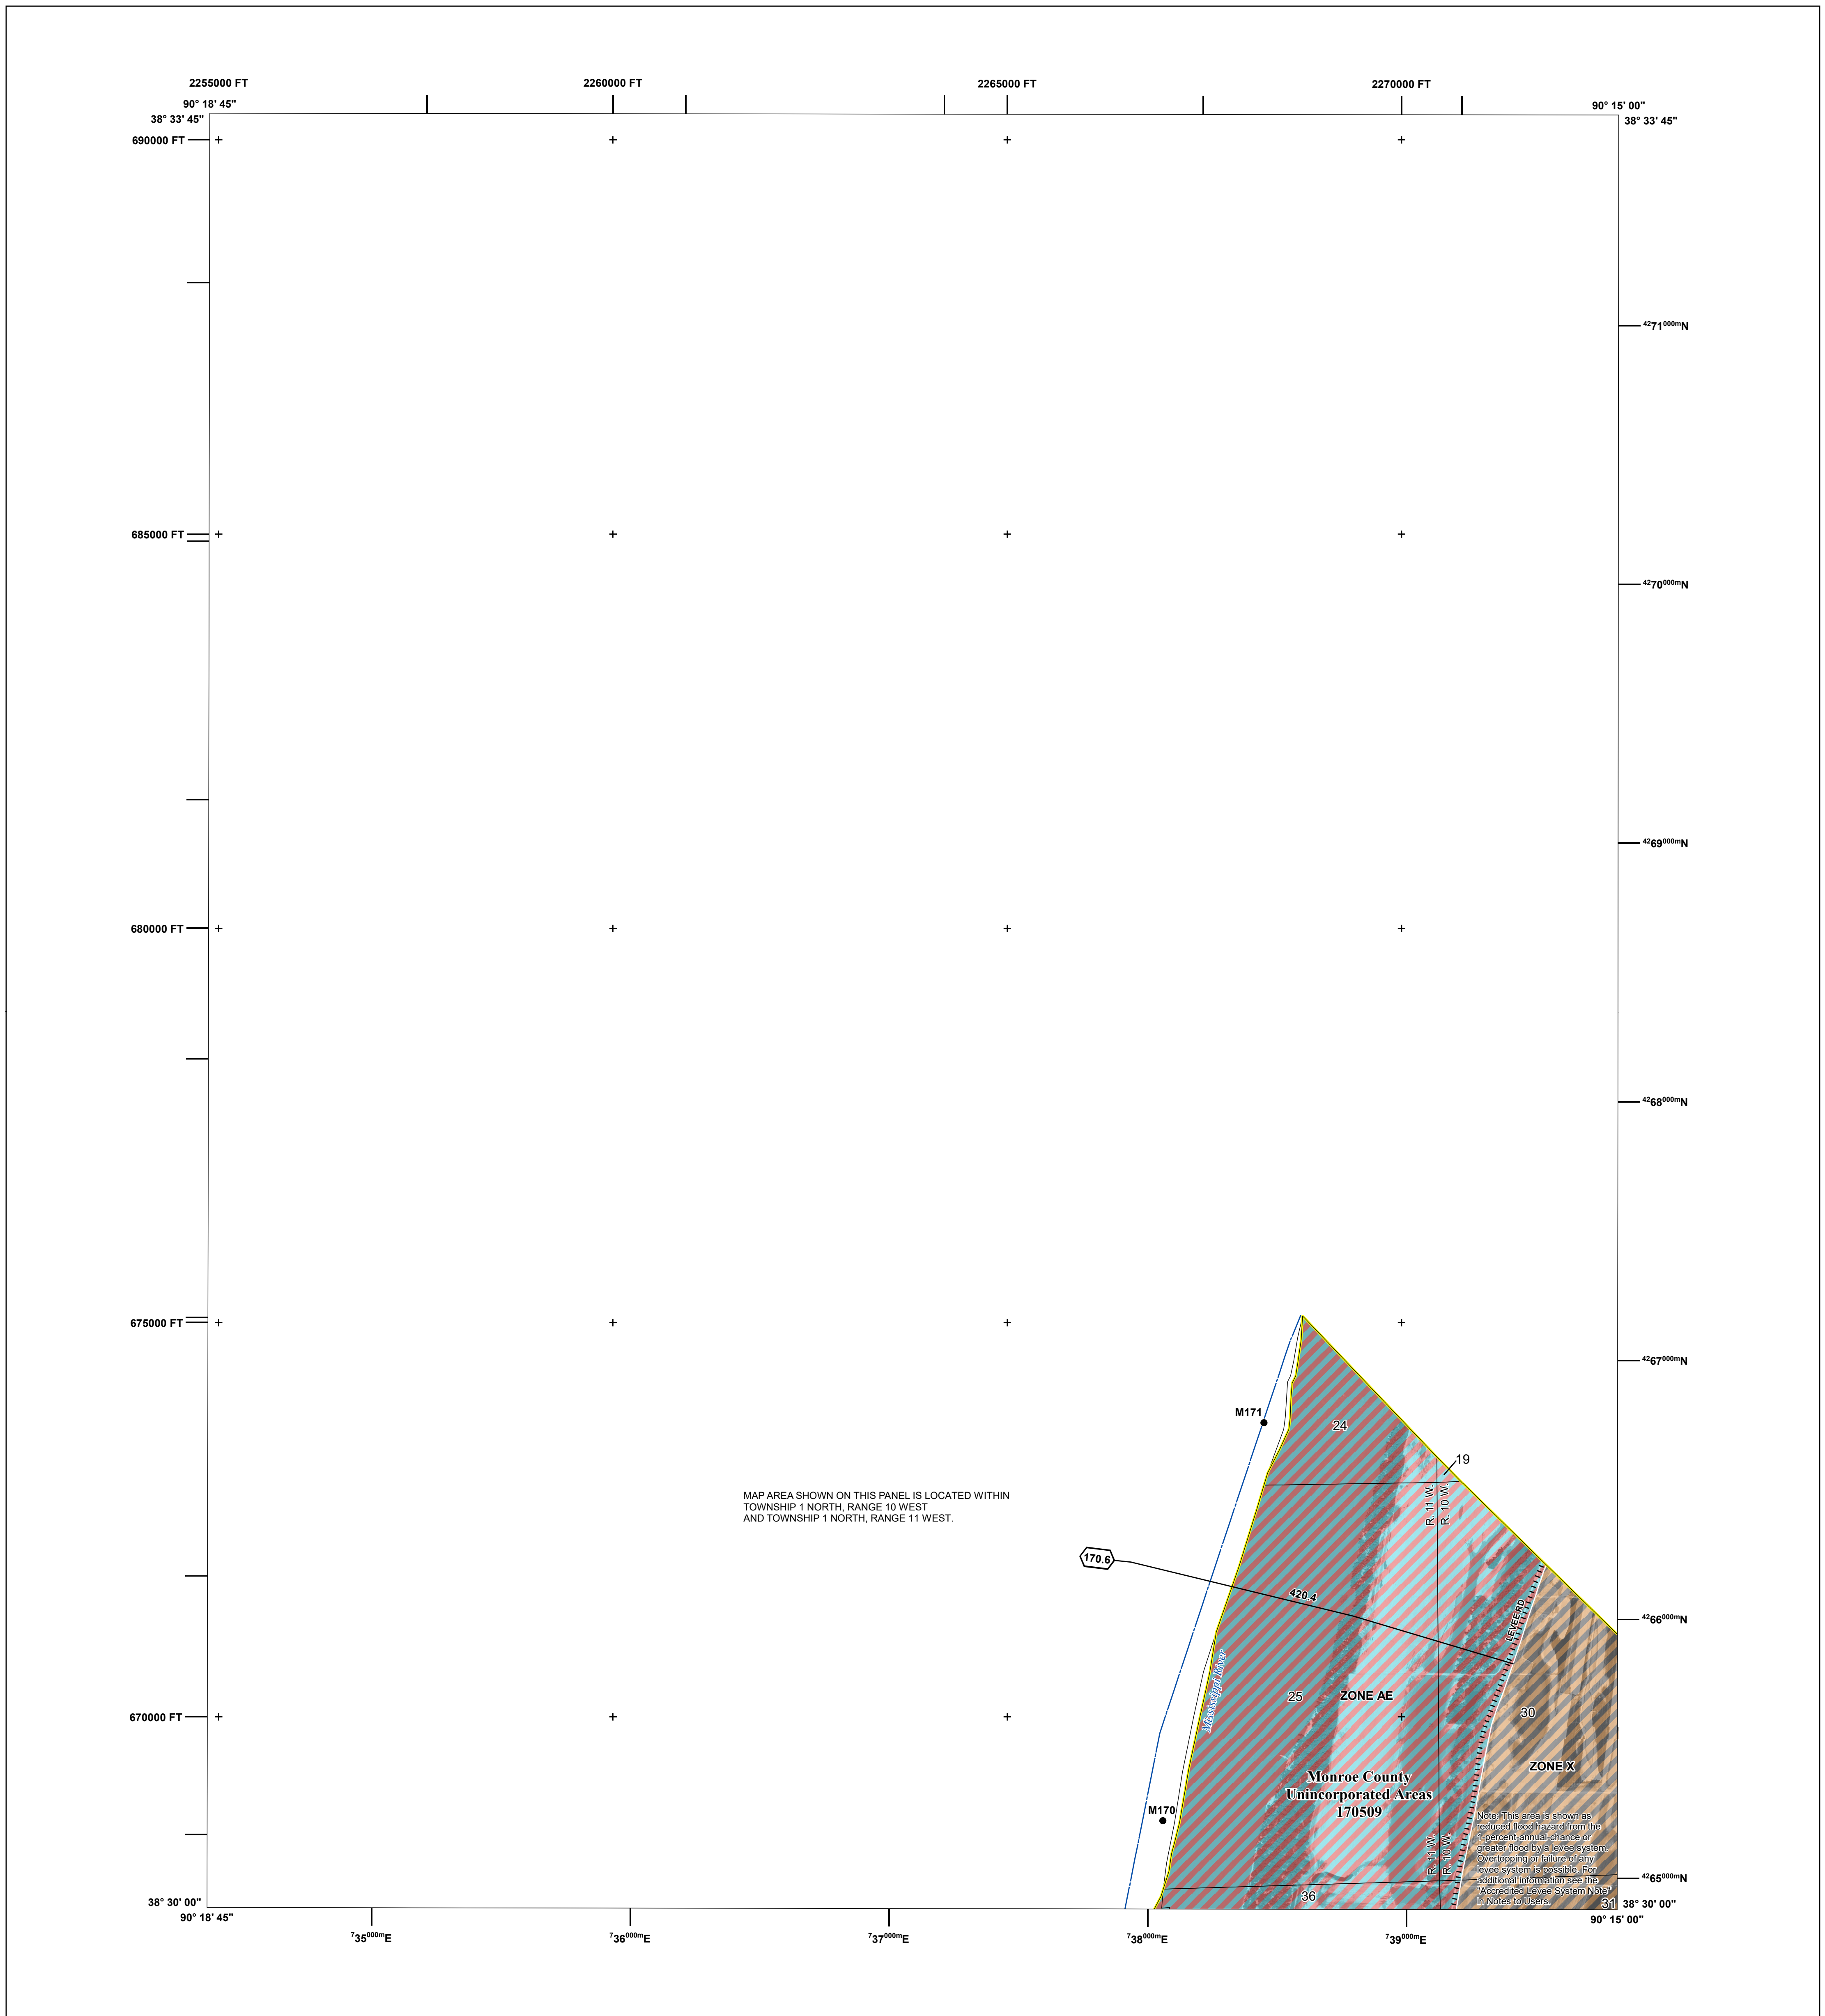 2255000 FT
2260000 FT
2265000 FT
2270000 FT
90° 18' 45"
90° 15' 00"
38° 33' 45"
38° 33' 45"
690000 FT
4271000mN
685000 FT
4270000mN
4269000mN
680000 FT
4268000mN
675000 FT
4267000mN
M171
24
19
MAP AREA SHOWN ON THIS PANEL IS LOCATED WITHIN
TOWNSHIP 1 NORTH, RANGE 10 WEST
AND TOWNSHIP 1 NORTH, RANGE 11 WEST.
R. 11 W.
R. 10 W.
170.6
420.4
LEVEE RD
4266000mN
Mississippi River
25
ZONE AE
30
670000 FT
ZONE X
Monroe County
Unincorporated Areas
170509
M170
Note: This area is shown as
reduced flood hazard from the
1-percent-annual-chance or
greater flood by a levee system.
Overtopping or failure of any
levee system is possible. For
additional information see the
"Accredited Levee System Note"
in Notes to Users.
R. 11 W.
R. 10 W.
4265000mN
36
31
38° 30' 00"
38° 30' 00"
90° 18' 45"
90° 15' 00"
735000mE
736000mE
737000mE
738000mE
739000mE